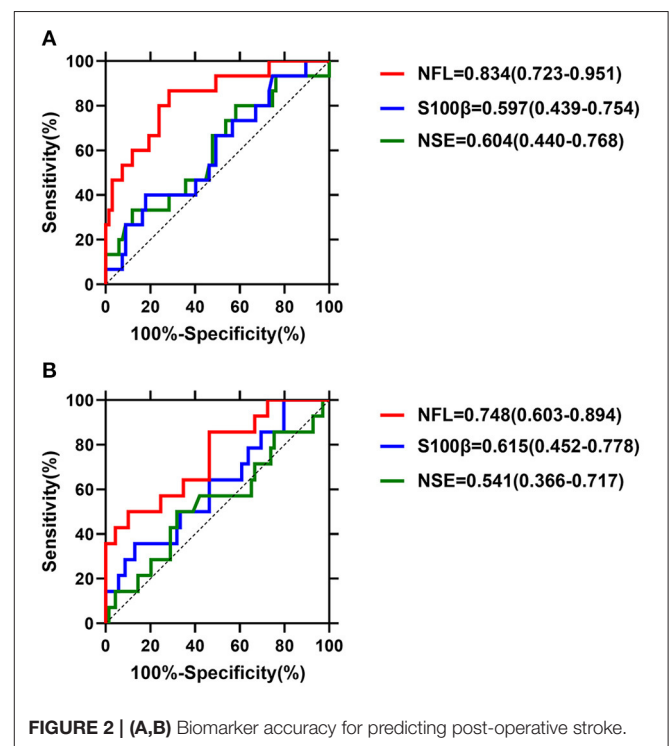 A
100
80
60
40
20
0
Sensitivity(%)
0 20 40 60 80 100
100%-Specificity(%)
NFL=0.834(0.723-0.951)
S100β=0.597(0.439-0.754)
NSE=0.604(0.440-0.768)
B
100
80
60
40
20
0
Sensitivity(%)
0 20 40 60 80 100
100%-Specificity(%)
NFL=0.748(0.603-0.894)
S100β=0.615(0.452-0.778)
NSE=0.541(0.366-0.717)
FIGURE 2 | (A,B) Biomarker accuracy for predicting post-operative stroke.